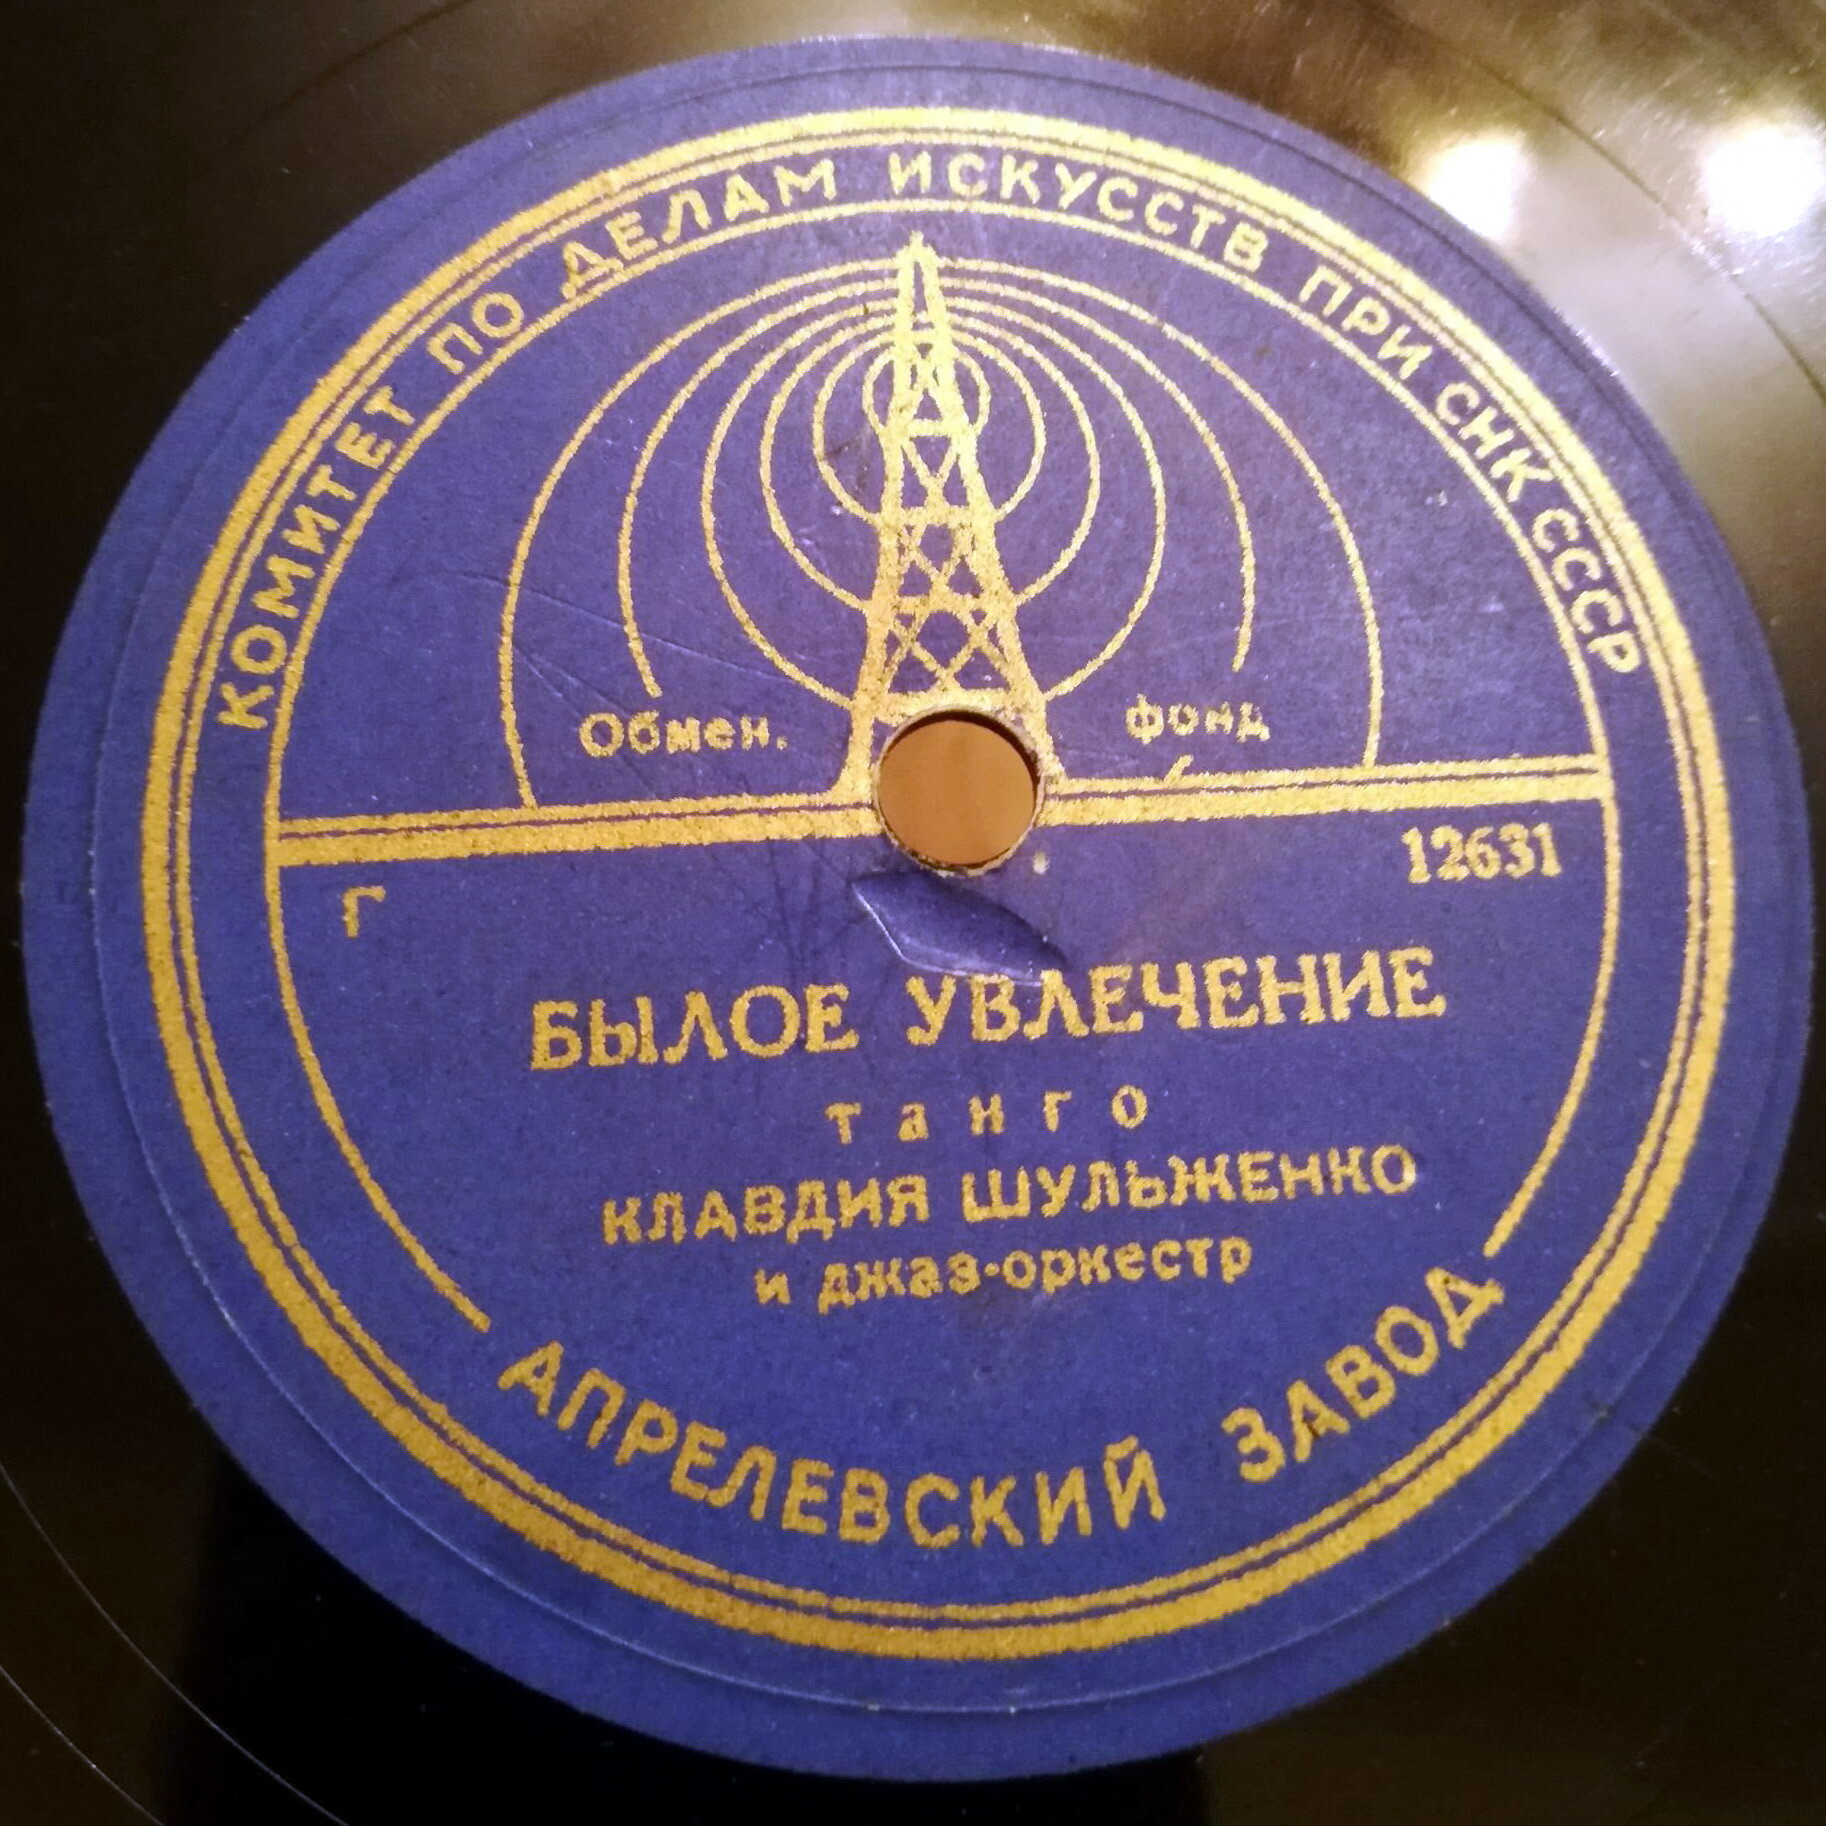 КОМИТЕТ ПО ДЕЛАМ ИСКУССТВ ПРИ СНК СССР
Обмен. фонд
Г 12631
БЫЛОЕ УВЛЕЧЕНИЕ
танго
КЛАВДИЯ ШУЛЬЖЕНКО
и джаз-оркестр
АПРЕЛЕВСКИЙ ЗАВОД